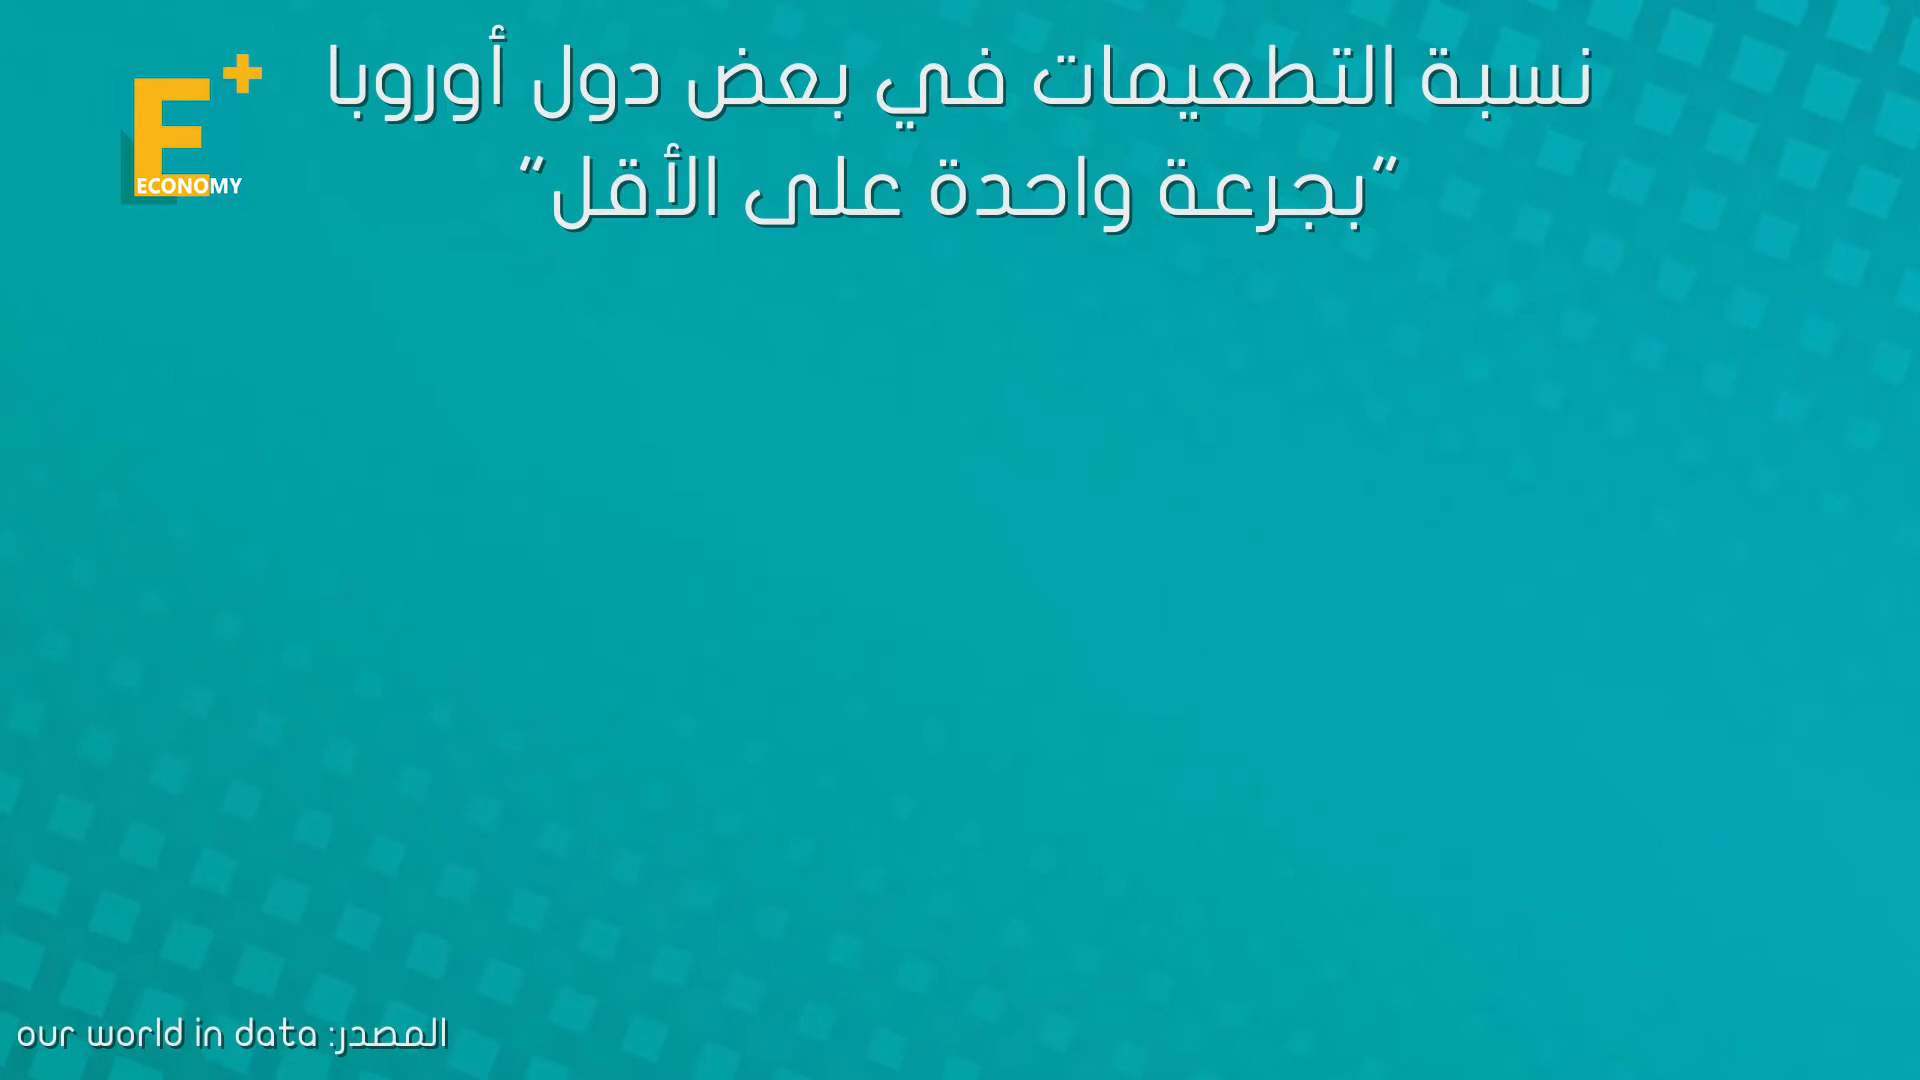 نسبة التطعيمات في بعض دول أوروبا
"بجرعة واحدة على الأقل"
E+
ECONOMY
المصدر: our world in data